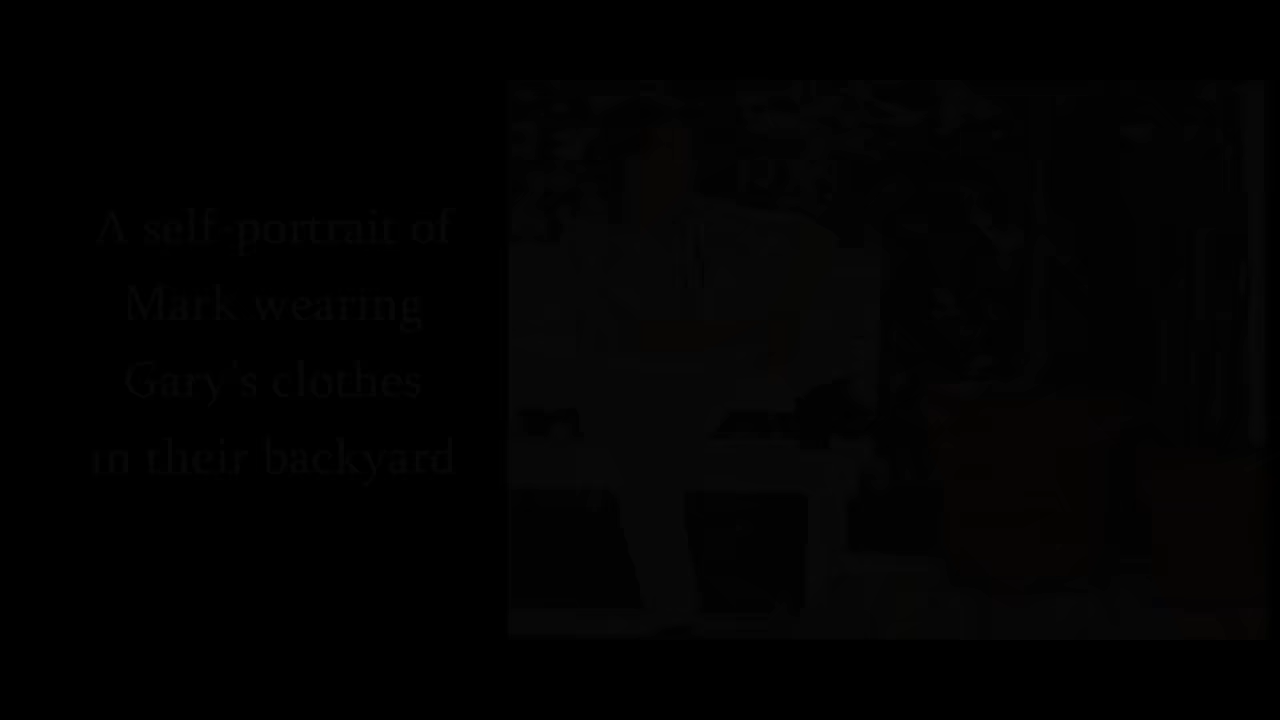 A self-portrait of
Mark wearing
Gary's clothes
in their backyard